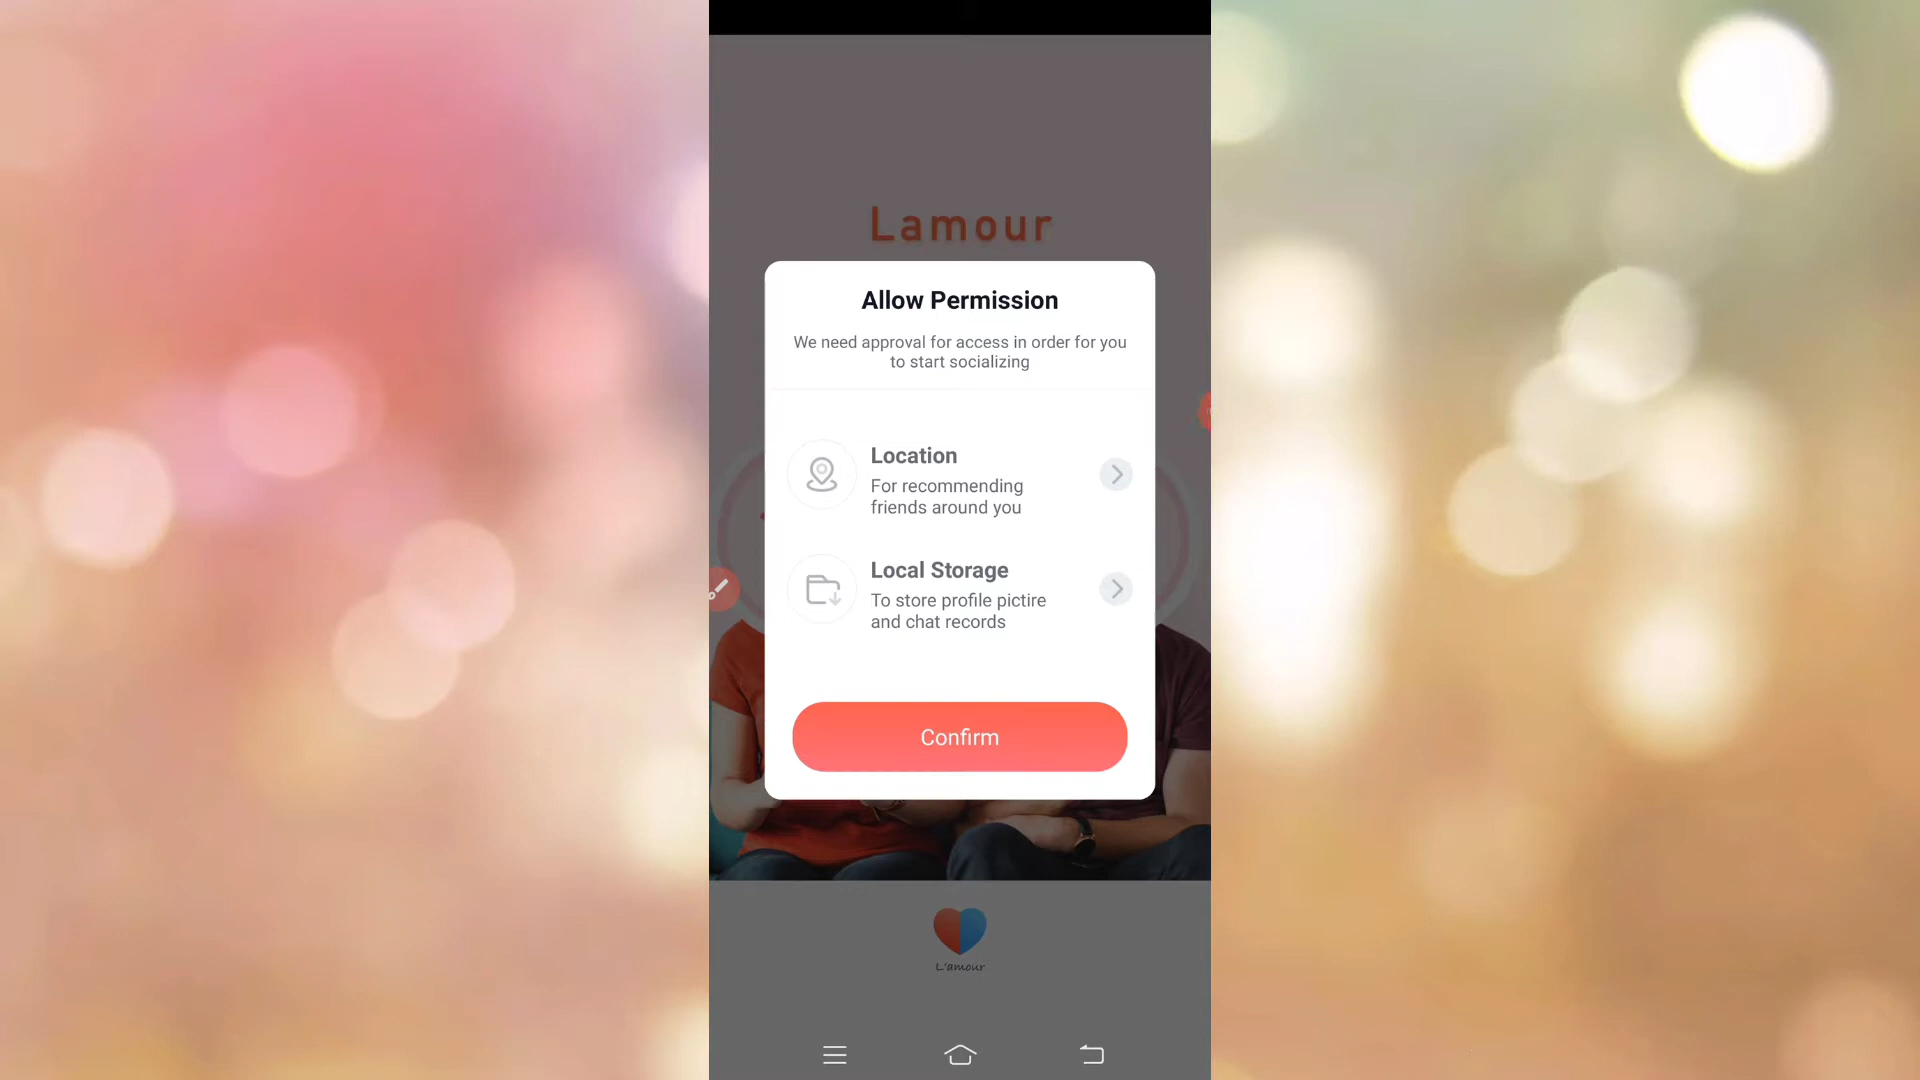 Lamour
Allow Permission
We need approval for access in order for you
to start socializing
Location
For recommending
friends around you
Local Storage
To store profile pictire
and chat records
Confirm
L'amour